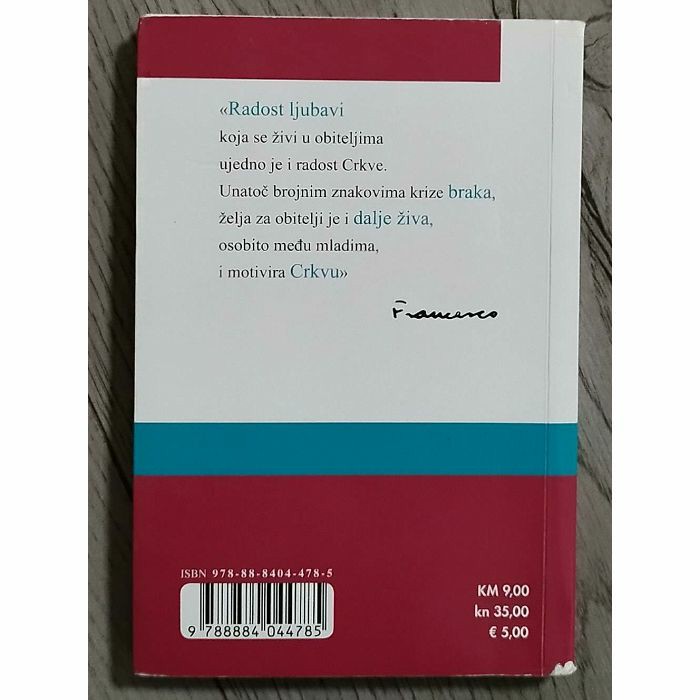 «Radost ljubavi
koja se živi u obiteljima
ujedno je i radost Crkve.
Unatoč brojnim znakovima krize braka,
želja za obitelji je i dalje živa,
osobito među mladima,
i motivira Crkvu»
Francesco
ISBN 978-88-8404-478-5
9 788884 044785
KM 9,00
kn 35,00
€ 5,00